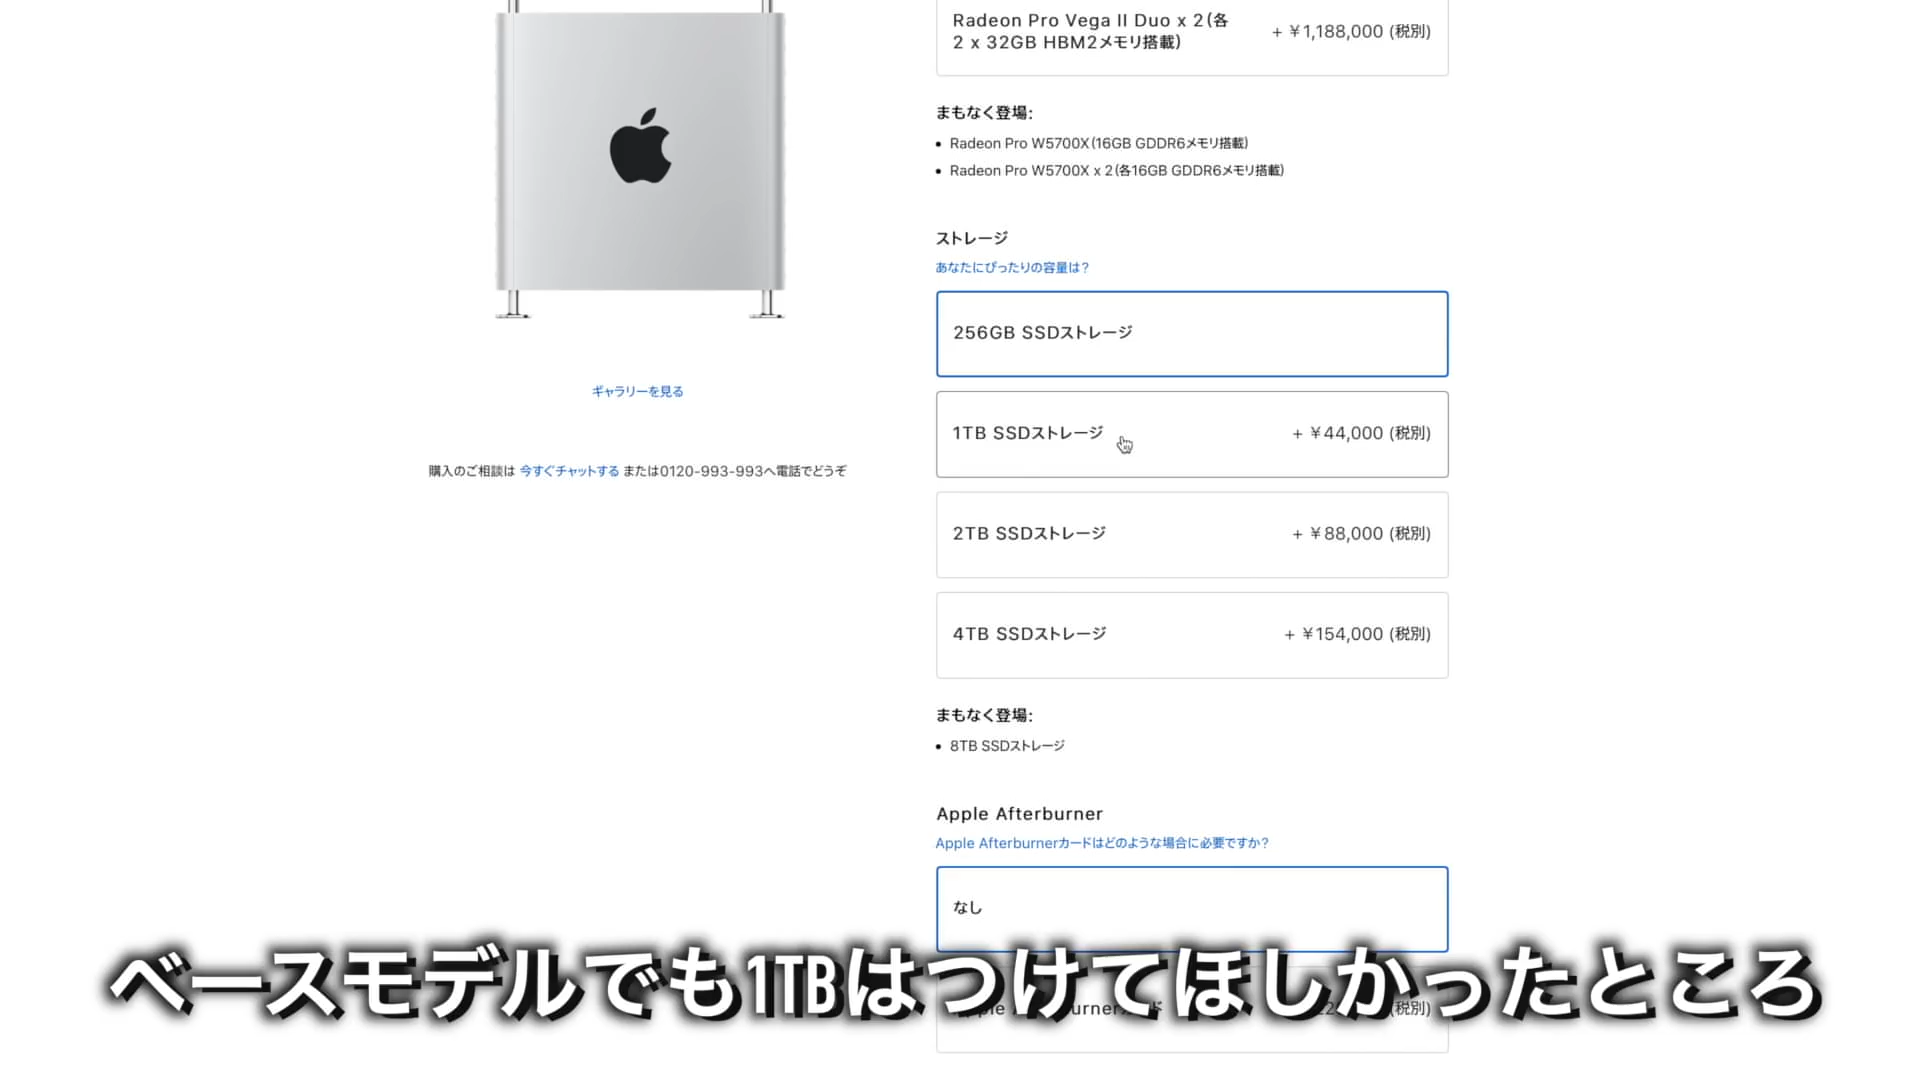 Radeon Pro Vega II Duo x 2(各
2 x 32GB HBM2メモリ搭載)
+ ¥1,188,000 (税別)
まもなく登場:
• Radeon Pro W5700X(16GB GDDR6メモリ搭載)
• Radeon Pro W5700X x 2(各16GB GDDR6メモリ搭載)
ストレージ
あなたにぴったりの容量は?
256GB SSDストレージ
ギャラリーを見る
1TB SSDストレージ
+ ¥44,000 (税別)
購入のご相談は 今すぐチャットする または0120-993-993へ電話でどうぞ
2TB SSDストレージ
+ ¥88,000 (税別)
4TB SSDストレージ
+ ¥154,000 (税別)
まもなく登場:
• 8TB SSDストレージ
Apple Afterburner
Apple Afterburnerカードはどのような場合に必要ですか?
なし
ベースモデルでも1TBはつけてほしかったところ
(税別)